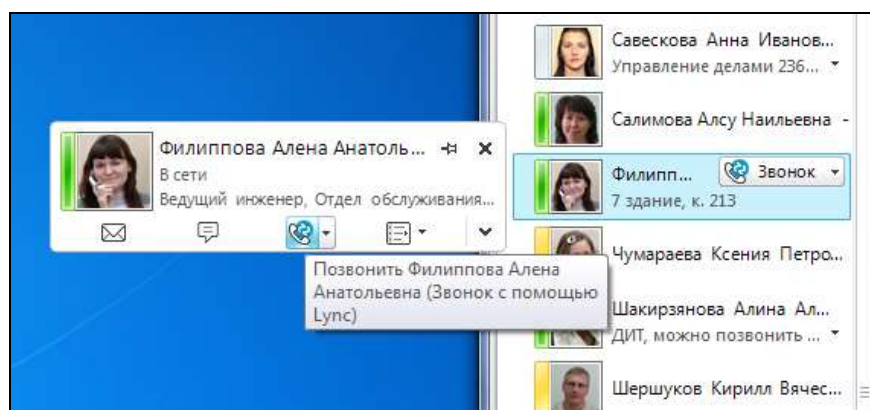 Филиппова Алена Анатоль...
В сети
Ведущий инженер, Отдел обслуживания...
Позвонить Филиппова Алена
Анатольевна (Звонок с помощью
Lync)
Савескова Анна Иванов...
Управление делами 236...
Салимова Алсу Наильевна -
Филипп... Звонок
7 здание, к. 213
Чумараева Ксения Петро...
Шакирзянова Алина Ал...
ДИТ, можно позвонить ...
Шершуков Кирилл Вячес...